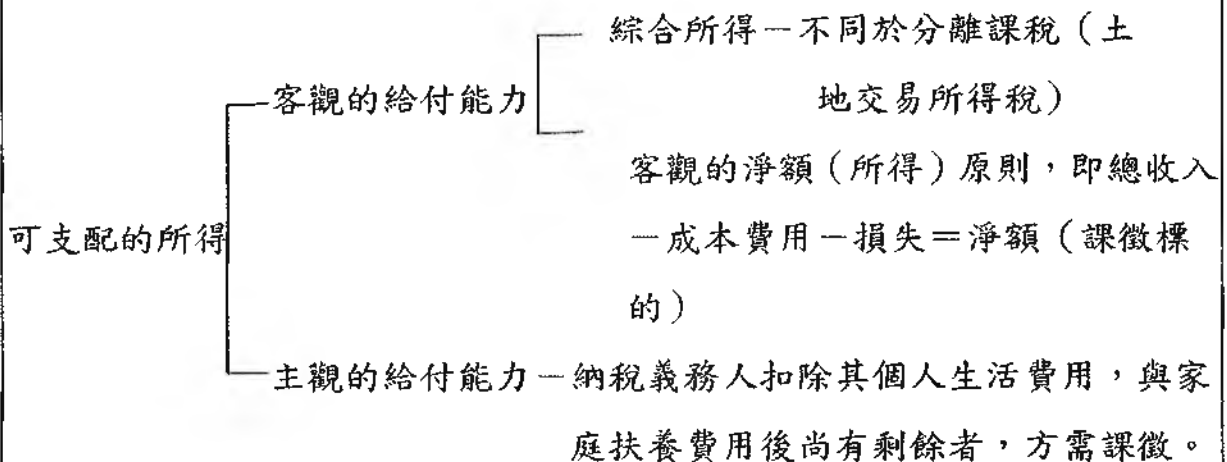 綜合所得－不同於分離課稅（土
地交易所得稅）
客觀的給付能力
客觀的淨額（所得）原則，即總收入
－成本費用－損失＝淨額（課徵標
的）
可支配的所得
主觀的給付能力－納稅義務人扣除其個人生活費用，與家
庭扶養費用後尚有剩餘者，方需課徵。